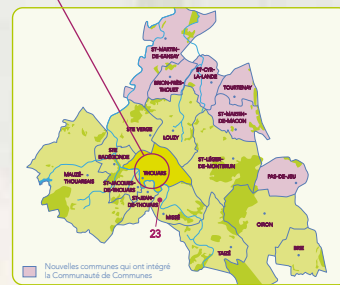 ST-MARTIN-
DE-SANZAY
BRION-PRÈS-
THOUET
ST-CYR-
LA-LANDE
TOURTENAY
ST-MARTIN-
DE-MACON
STE VERGE
LOUZY
STE
RADÉGONDE
MAUZÉ-
THOUARSAIS
THOUARS
ST-LÉGER-
DE-MONTBRUN
PAS-DE-JEU
ST-JACQUES-
DE-THOUARS
ST-JEAN-
DE-THOUARS
MISSÉ
OIRON
23
TAIZÉ
BRIE
Nouvelles communes qui ont intégré
la Communauté de Communes